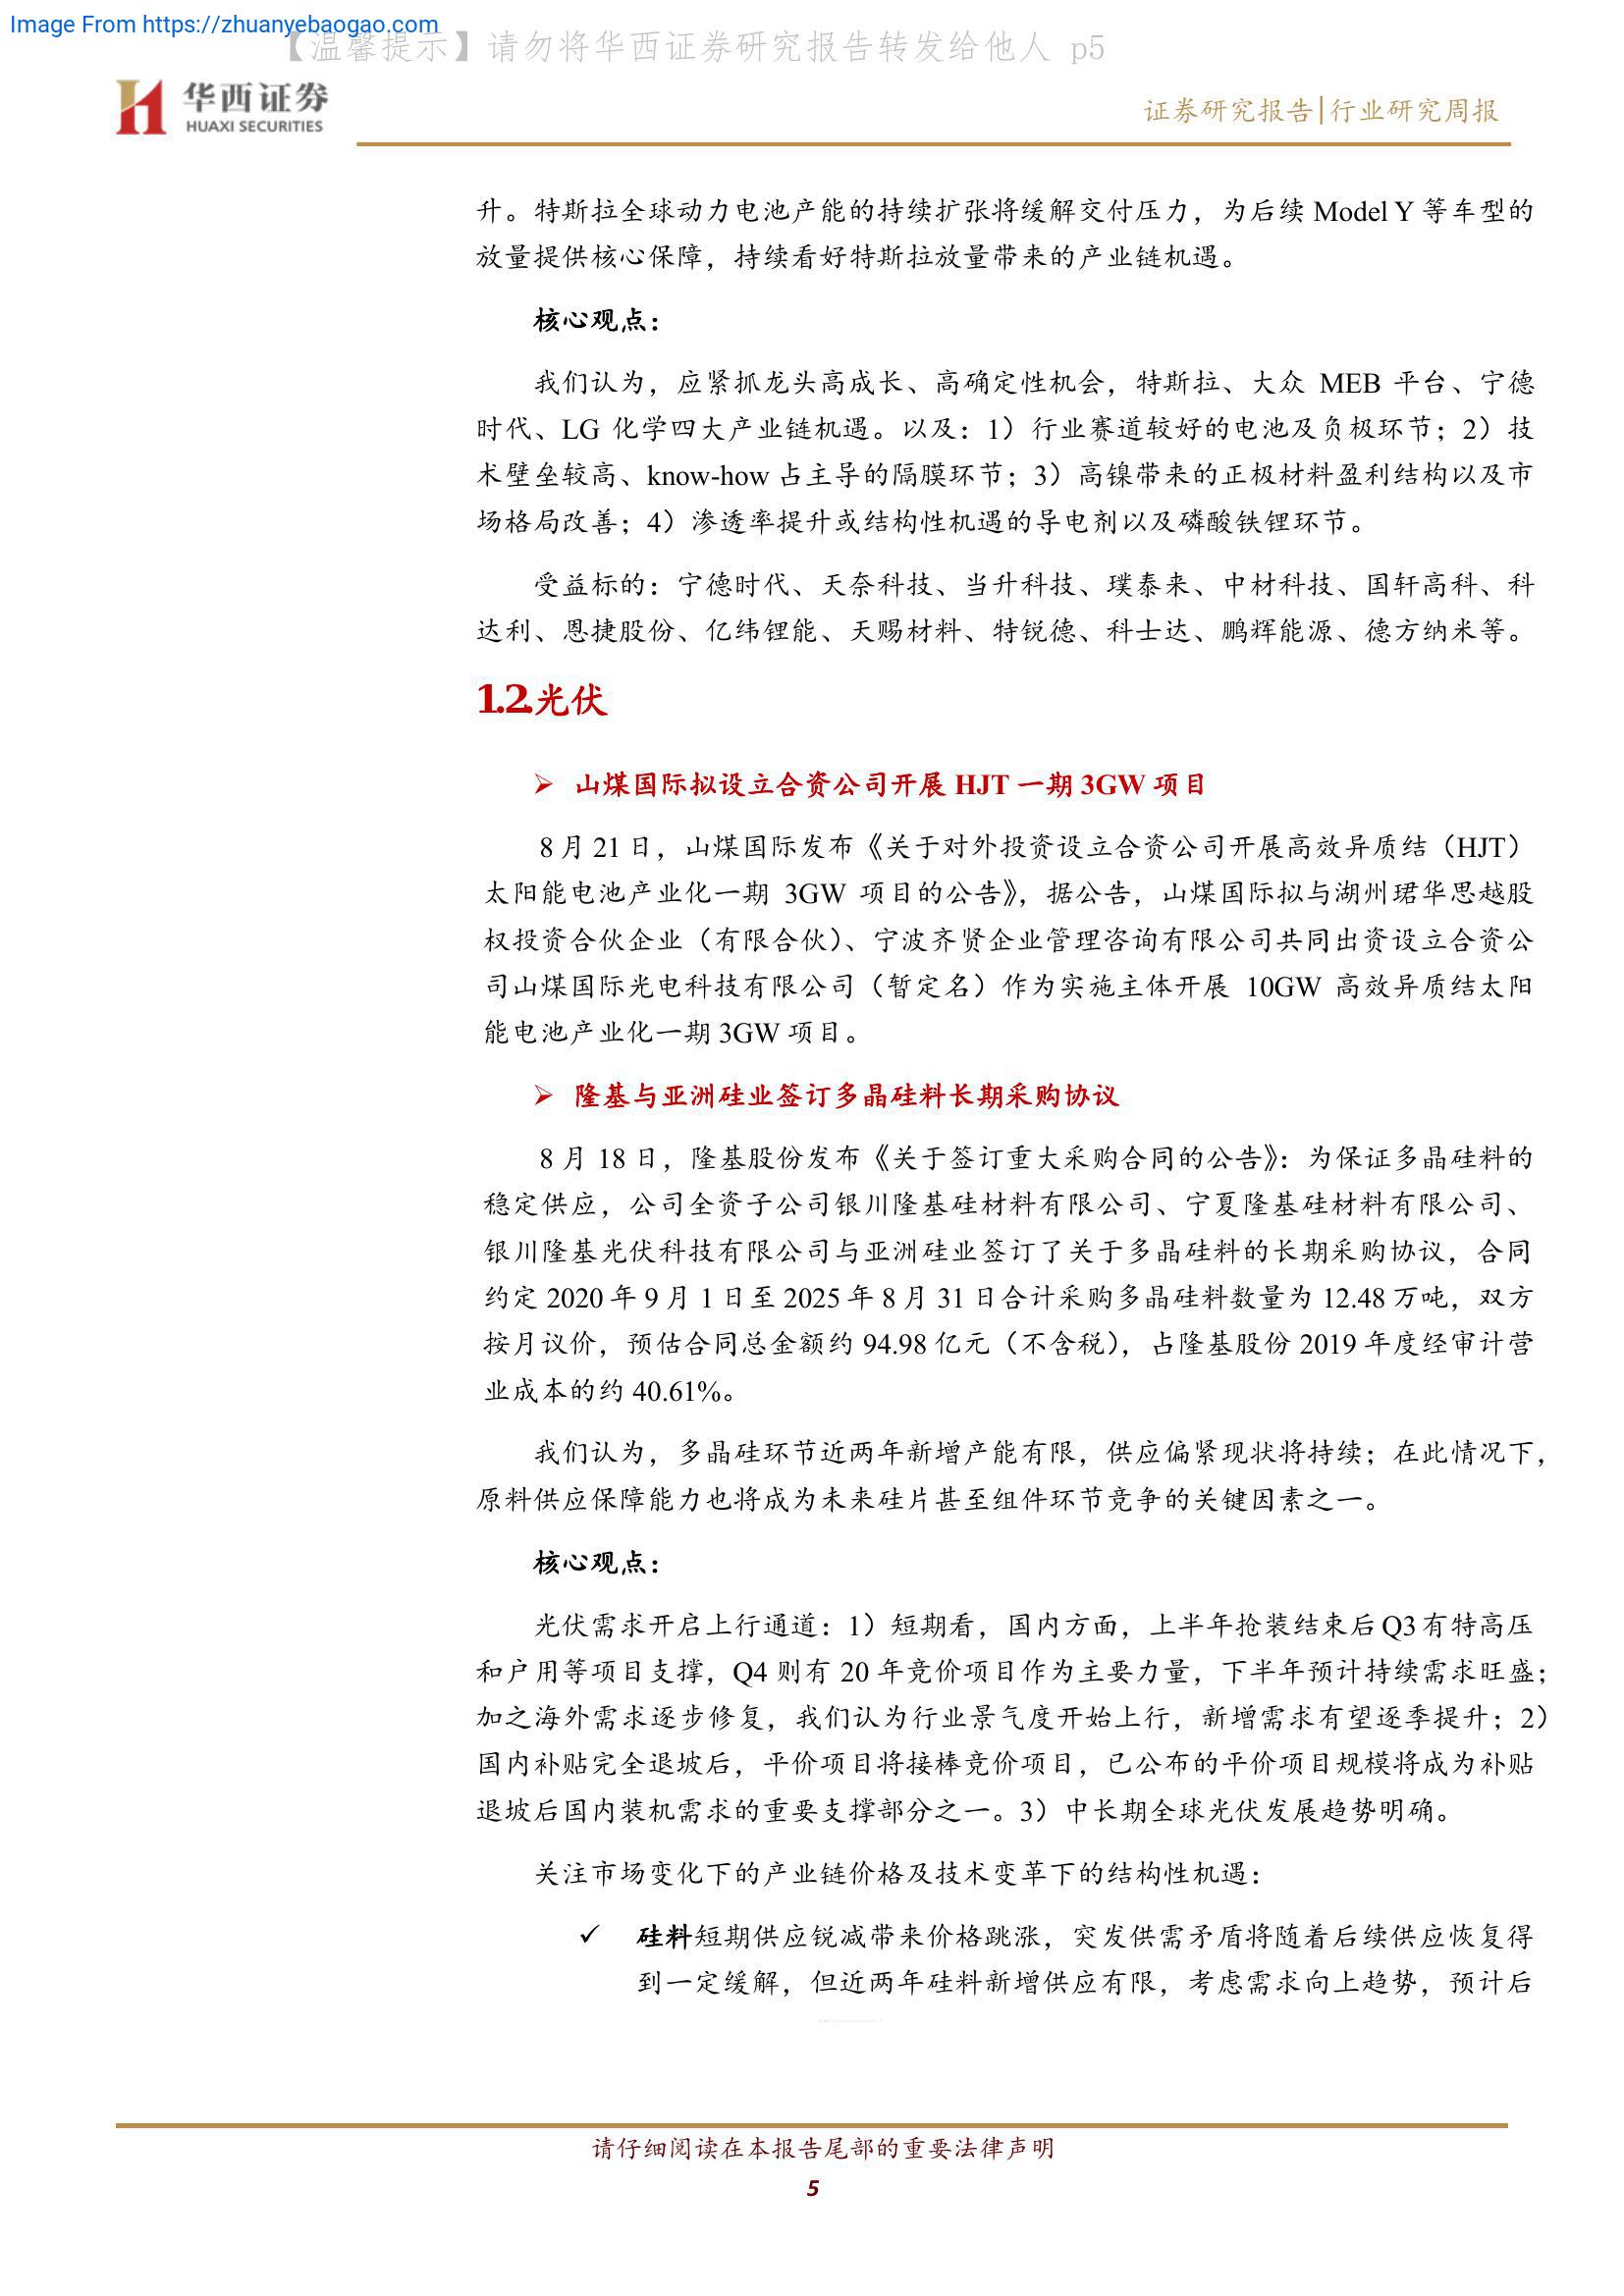 Image From https://zhuanyebaogao.com
【温馨提示】请勿将华西证券研究报告转发给他人 p5
华西证券
HUAXI SECURITIES
证券研究报告|行业研究周报
升。特斯拉全球动力电池产能的持续扩张将缓解交付压力，为后续 Model Y 等车型的
放量提供核心保障，持续看好特斯拉放量带来的产业链机遇。
核心观点：
我们认为，应紧抓龙头高成长、高确定性机会，特斯拉、大众 MEB 平台、宁德
时代、LG 化学四大产业链机遇。以及：1）行业赛道较好的电池及负极环节；2）技
术壁垒较高、know-how 占主导的隔膜环节；3）高镍带来的正极材料盈利结构以及市
场格局改善；4）渗透率提升或结构性机遇的导电剂以及磷酸铁锂环节。
受益标的：宁德时代、天奈科技、当升科技、璞泰来、中材科技、国轩高科、科
达利、恩捷股份、亿纬锂能、天赐材料、特锐德、科士达、鹏辉能源、德方纳米等。
1.2.光伏
➢ 山煤国际拟设立合资公司开展 HJT 一期 3GW 项目
8 月 21 日，山煤国际发布《关于对外投资设立合资公司开展高效异质结（HJT）
太阳能电池产业化一期 3GW 项目的公告》，据公告，山煤国际拟与湖州珺华思越股
权投资合伙企业（有限合伙）、宁波齐贤企业管理咨询有限公司共同出资设立合资公
司山煤国际光电科技有限公司（暂定名）作为实施主体开展 10GW 高效异质结太阳
能电池产业化一期 3GW 项目。
➢ 隆基与亚洲硅业签订多晶硅料长期采购协议
8 月 18 日，隆基股份发布《关于签订重大采购合同的公告》：为保证多晶硅料的
稳定供应，公司全资子公司银川隆基硅材料有限公司、宁夏隆基硅材料有限公司、
银川隆基光伏科技有限公司与亚洲硅业签订了关于多晶硅料的长期采购协议，合同
约定 2020 年 9 月 1 日至 2025 年 8 月 31 日合计采购多晶硅料数量为 12.48 万吨，双方
按月议价，预估合同总金额约 94.98 亿元（不含税），占隆基股份 2019 年度经审计营
业成本的约 40.61%。
我们认为，多晶硅环节近两年新增产能有限，供应偏紧现状将持续；在此情况下，
原料供应保障能力也将成为未来硅片甚至组件环节竞争的关键因素之一。
核心观点：
光伏需求开启上行通道：1）短期看，国内方面，上半年抢装结束后 Q3 有特高压
和户用等项目支撑，Q4 则有 20 年竞价项目作为主要力量，下半年预计持续需求旺盛；
加之海外需求逐步修复，我们认为行业景气度开始上行，新增需求有望逐季提升；2）
国内补贴完全退坡后，平价项目将接棒竞价项目，已公布的平价项目规模将成为补贴
退坡后国内装机需求的重要支撑部分之一。3）中长期全球光伏发展趋势明确。
关注市场变化下的产业链价格及技术变革下的结构性机遇：
✓ 硅料短期供应锐减带来价格跳涨，突发供需矛盾将随着后续供应恢复得
到一定缓解，但近两年硅料新增供应有限，考虑需求向上趋势，预计后
请仔细阅读在本报告尾部的重要法律声明
5